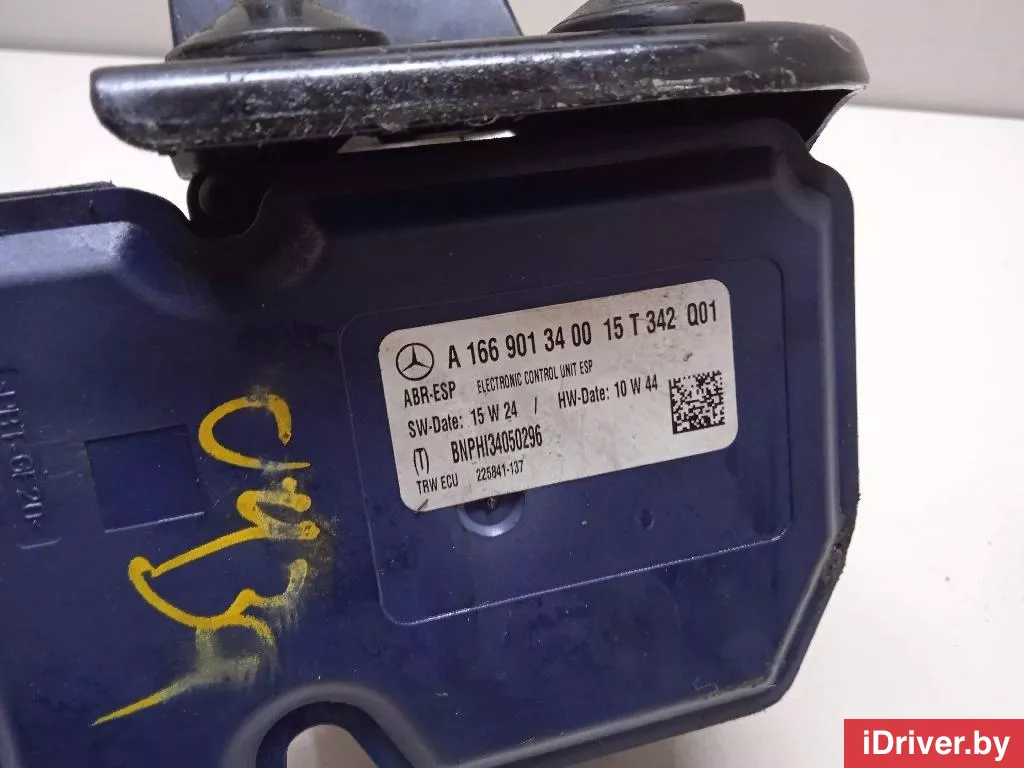 A 166 901 34 00 15 T 342 Q01
ABR-ESP ELECTRONIC CONTROL UNIT ESP
SW-Date: 15 W 24 / HW-Date: 10 W 44
(T) BNPHI34050296
TRW ECU 225841-137
iDriver.by